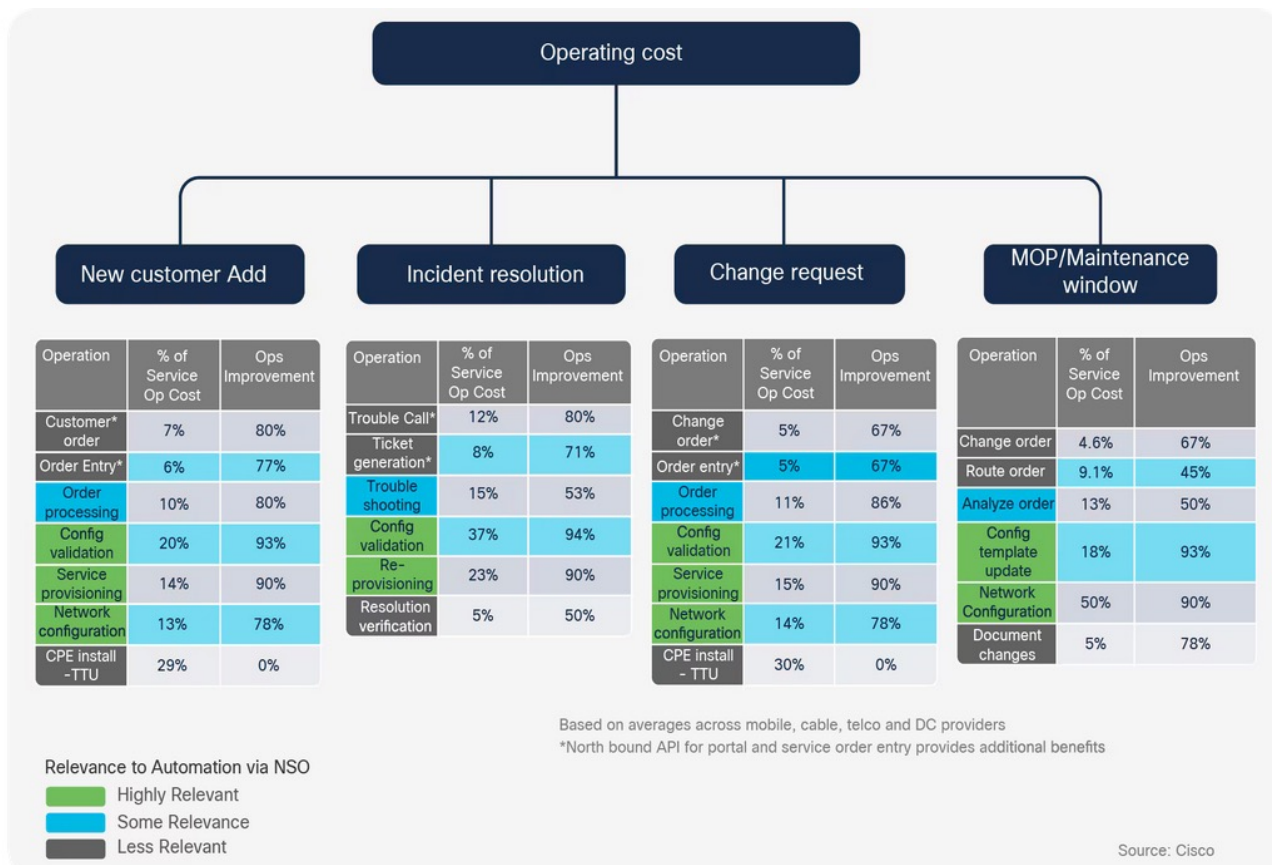 Operating cost
New customer Add
Incident resolution
Change request
MOP/Maintenance
window
Operation
% of
Service
Op Cost
Ops
Improvement
Customer*
order
7%
80%
Order Entry*
6%
77%
Order
processing
10%
80%
Config
validation
20%
93%
Service
provisioning
14%
90%
Network
configuration
13%
78%
CPE install
-TTU
29%
0%
Operation
% of
Service
Op Cost
Ops
Improvement
Trouble Call*
12%
80%
Ticket
generation*
8%
71%
Trouble
shooting
15%
53%
Config
validation
37%
94%
Re-
provisioning
23%
90%
Resolution
verification
5%
50%
Operation
% of
Service
Op Cost
Ops
Improvement
Change
order*
5%
67%
Order entry*
5%
67%
Order
processing
11%
86%
Config
validation
21%
93%
Service
provisioning
15%
90%
Network
configuration
14%
78%
CPE install
- TTU
30%
0%
Operation
% of
Service
Op Cost
Ops
Improvement
Change order
4.6%
67%
Route order
9.1%
45%
Analyze order
13%
50%
Config
template
update
18%
93%
Network
Configuration
50%
90%
Document
changes
5%
78%
Based on averages across mobile, cable, telco and DC providers
*North bound API for portal and service order entry provides additional benefits
Relevance to Automation via NSO
Highly Relevant
Some Relevance
Less Relevant
Source: Cisco